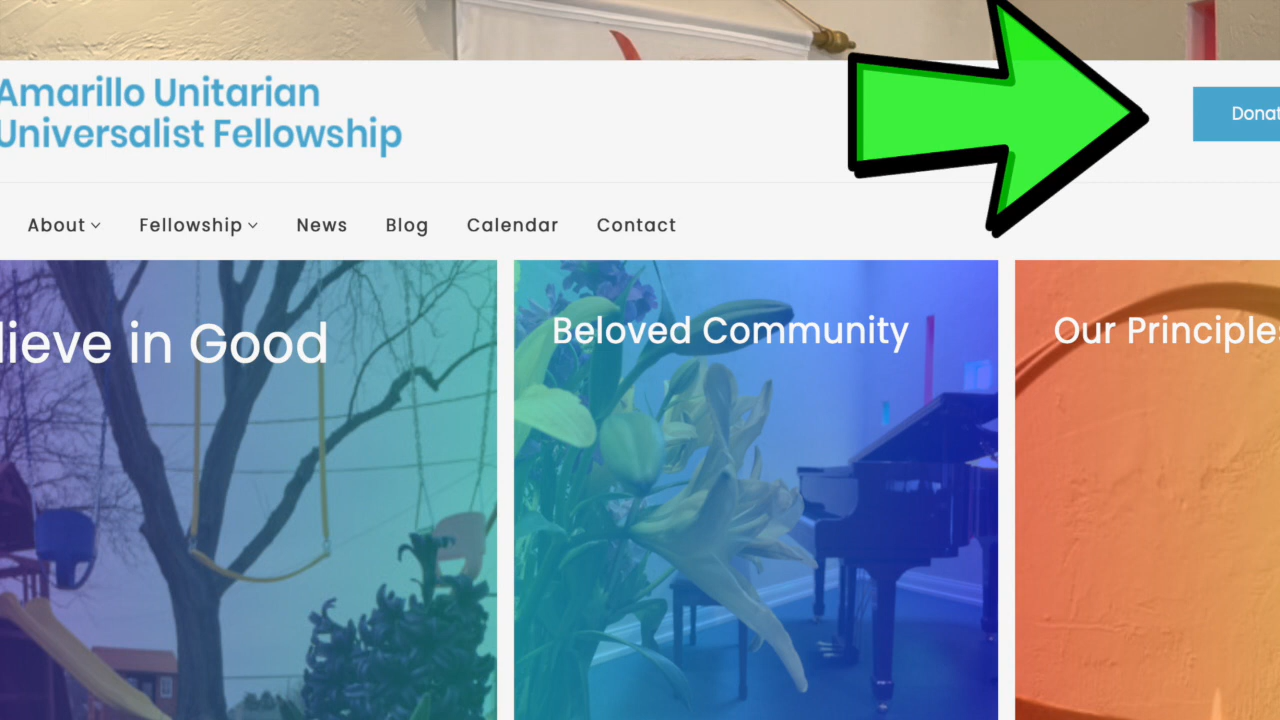 Amarillo Unitarian
Universalist Fellowship
Donat
About
Fellowship
News
Blog
Calendar
Contact
lieve in Good
Beloved Community
Our Principles